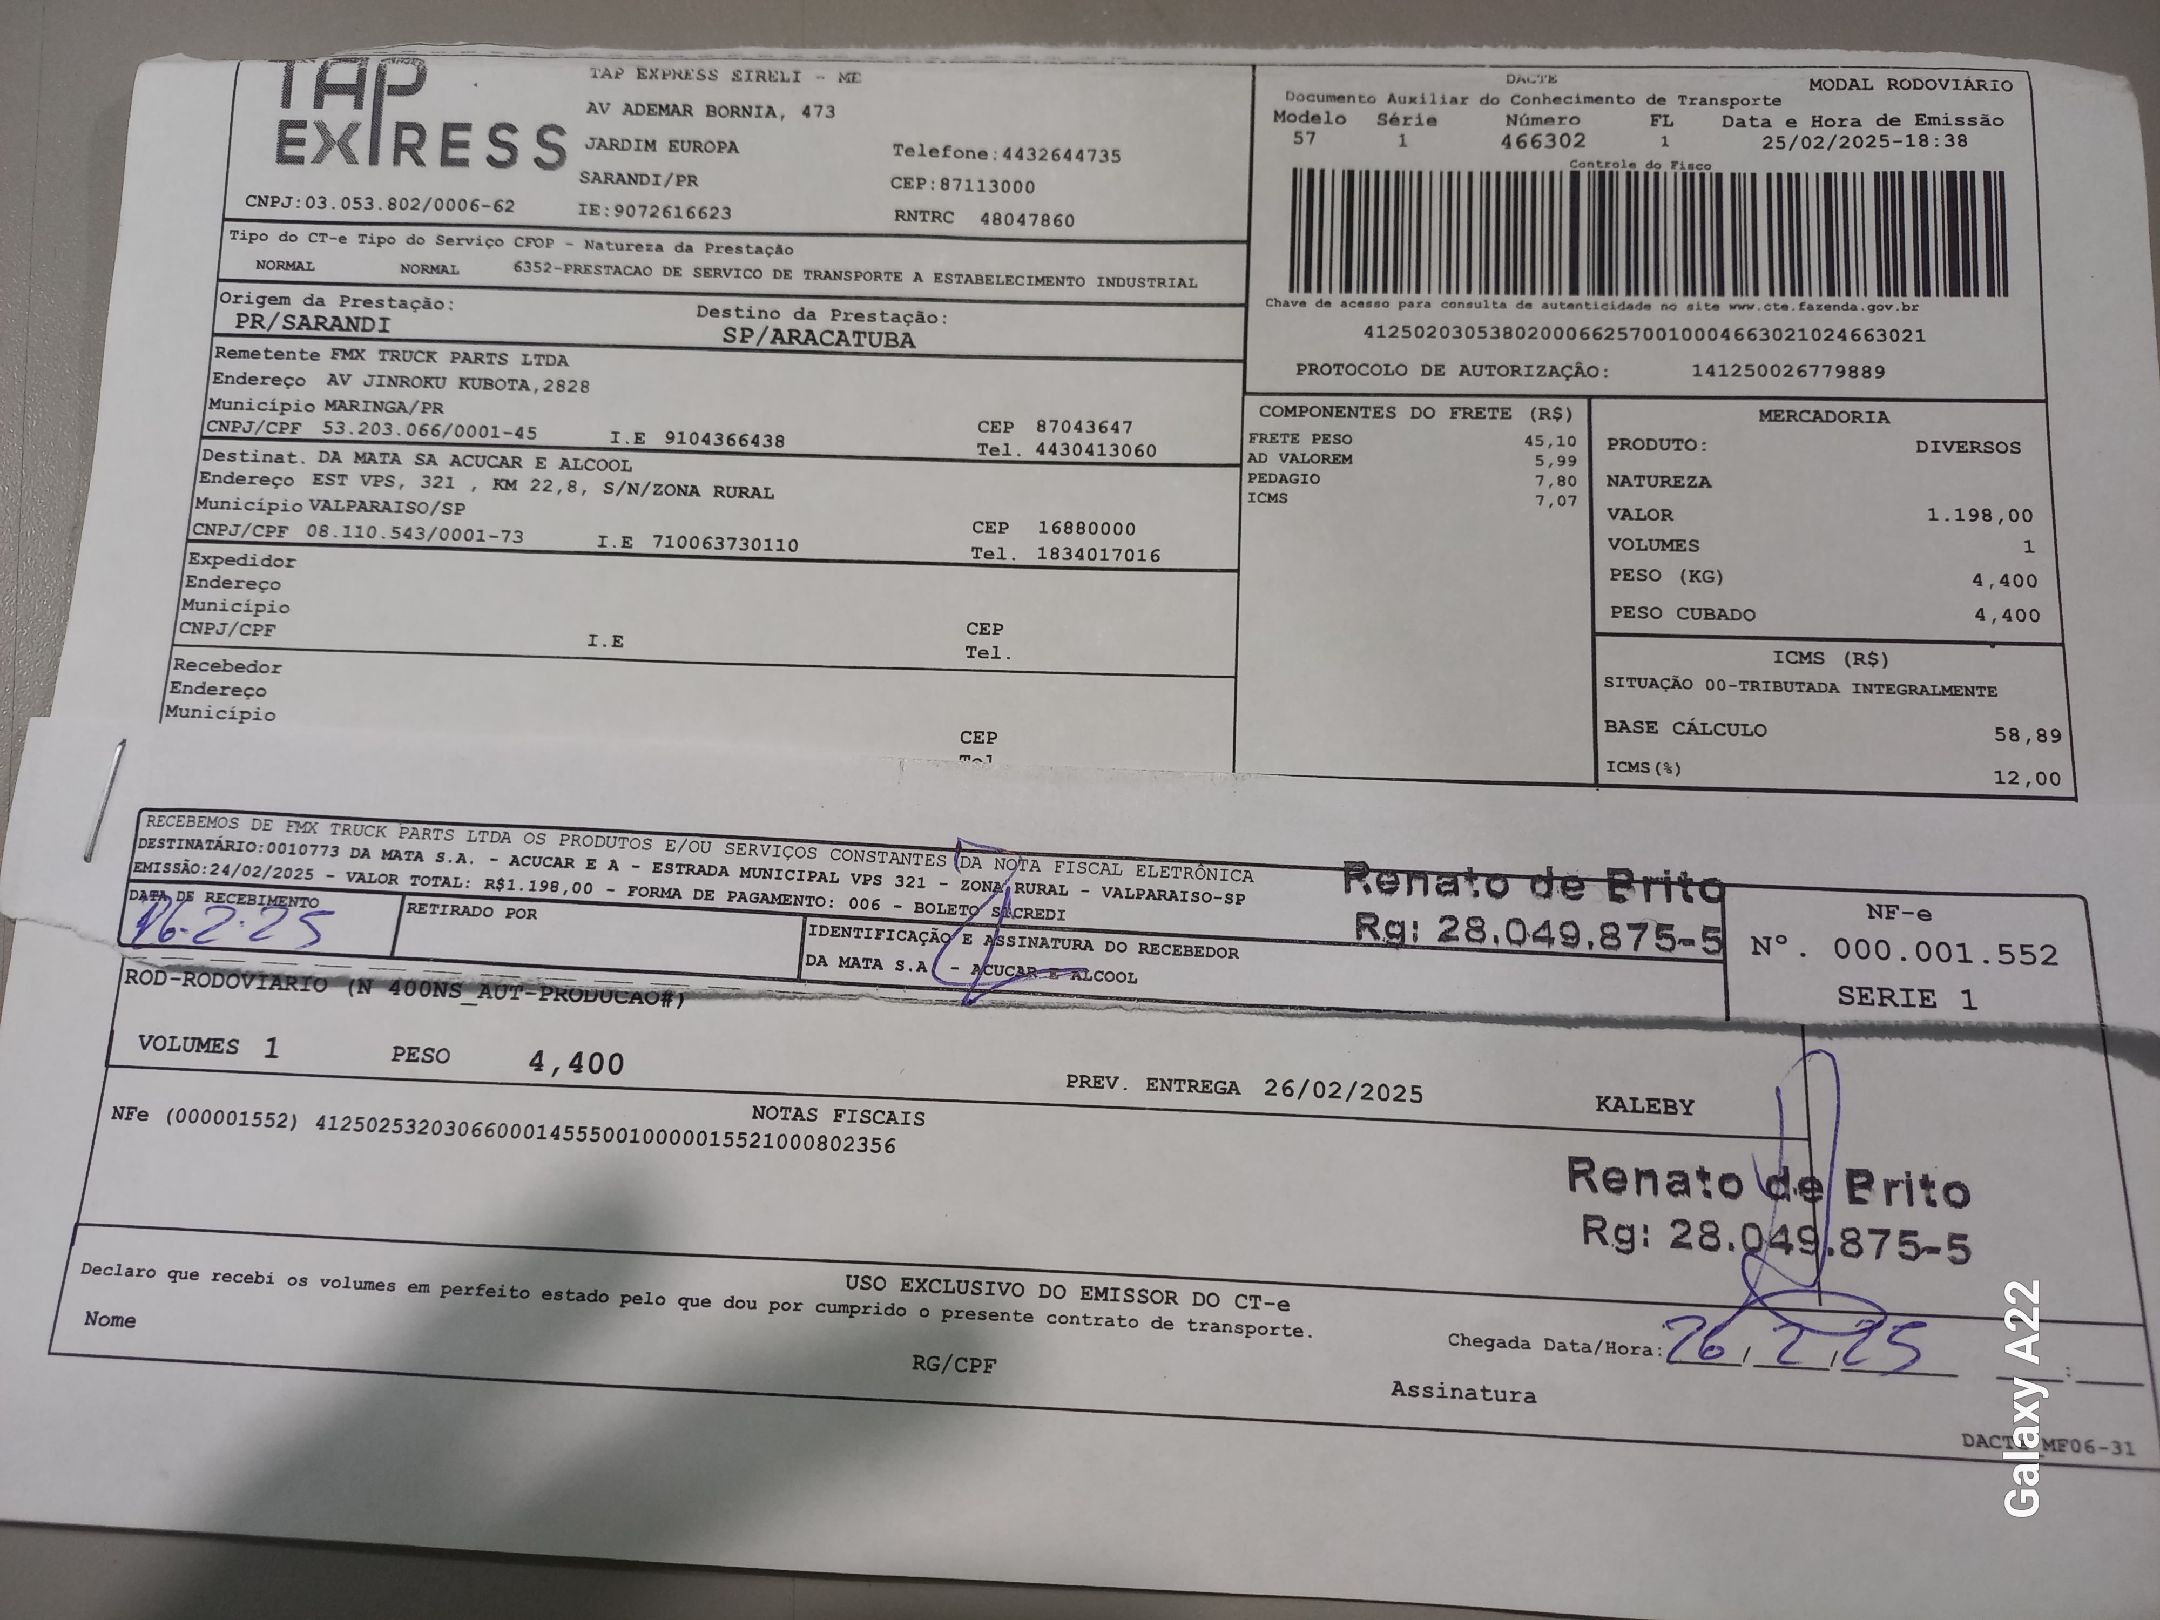 TAP EXPRESS
TAP EXPRESS EIRELI - ME
AV ADEMAR BORNIA, 473
JARDIM EUROPA
Telefone:4432644735
SARANDI/PR
CEP:87113000
CNPJ:03.053.802/0006-62
IE:9072616623
RNTRC 48047860
DACTE
MODAL RODOVIÁRIO
Documento Auxiliar do Conhecimento de Transporte
Modelo Série Número FL Data e Hora de Emissão
57 1 466302 1 25/02/2025-18:38
Controle do Fisco
Chave de acesso para consulta de autenticidade no site www.cte.fazenda.gov.br
41250203053802000662570010004663021024663021
PROTOCOLO DE AUTORIZAÇÃO: 141250026779889
Tipo do CT-e Tipo do Serviço CFOP - Natureza da Prestação
NORMAL NORMAL 6352-PRESTACAO DE SERVICO DE TRANSPORTE A ESTABELECIMENTO INDUSTRIAL
Origem da Prestação: Destino da Prestação:
PR/SARANDI SP/ARACATUBA
Remetente FMX TRUCK PARTS LTDA
Endereço AV JINROKU KUBOTA,2828
Município MARINGA/PR CEP 87043647
CNPJ/CPF 53.203.066/0001-45 I.E 9104366438 Tel. 4430413060
Destinat. DA MATA SA ACUCAR E ALCOOL
Endereço EST VPS, 321 , KM 22,8, S/N/ZONA RURAL
Município VALPARAISO/SP CEP 16880000
CNPJ/CPF 08.110.543/0001-73 I.E 710063730110 Tel. 1834017016
Expedidor
Endereço
Município CEP
CNPJ/CPF I.E Tel.
Recebedor
Endereço
Município CEP
Tel
COMPONENTES DO FRETE (R$)
FRETE PESO 45,10
AD VALOREM 5,99
PEDAGIO 7,80
ICMS 7,07
MERCADORIA
PRODUTO: DIVERSOS
NATUREZA
VALOR 1.198,00
VOLUMES 1
PESO (KG) 4,400
PESO CUBADO 4,400
ICMS (R$)
SITUAÇÃO 00-TRIBUTADA INTEGRALMENTE
BASE CÁLCULO 58,89
ICMS(%) 12,00
RECEBEMOS DE FMX TRUCK PARTS LTDA OS PRODUTOS E/OU SERVIÇOS CONSTANTES DA NOTA FISCAL ELETRÔNICA
DESTINATÁRIO:0010773 DA MATA S.A. - ACUCAR E A - ESTRADA MUNICIPAL VPS 321 - ZONA RURAL - VALPARAISO-SP
EMISSÃO:24/02/2025 - VALOR TOTAL: R$1.198,00 - FORMA DE PAGAMENTO: 006 - BOLETO SICREDI
DATA DE RECEBIMENTO RETIRADO POR
26.2.25
IDENTIFICAÇÃO E ASSINATURA DO RECEBEDOR
DA MATA S.A - ACUCAR E ALCOOL
Renato de Brito
Rg: 28.049.875-5
NF-e
N°. 000.001.552
SERIE 1
ROD-RODOVIARIO (N 400NS_AUT-PRODUCAO#)
VOLUMES 1 PESO 4,400 PREV. ENTREGA 26/02/2025 KALEBY
NOTAS FISCAIS
NFe (000001552) 41250253203066000145550010000015521000802356
Renato de Brito
Rg: 28.049.875-5
USO EXCLUSIVO DO EMISSOR DO CT-e
Declaro que recebi os volumes em perfeito estado pelo que dou por cumprido o presente contrato de transporte.
Nome RG/CPF
Chegada Data/Hora: 26 / 2 / 25 :
Assinatura
DACTE MF06-31
Galaxy A22